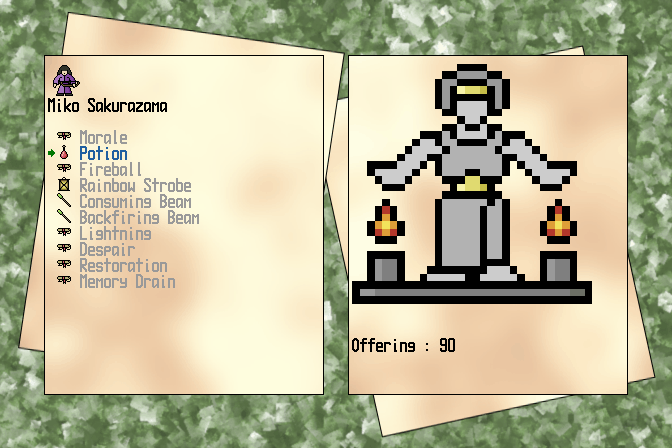 Miko Sakurazama
Morale
Potion
Fireball
Rainbow Strobe
Consuming Beam
Backfiring Beam
Lightning
Despair
Restoration
Memory Drain
Offering : 90